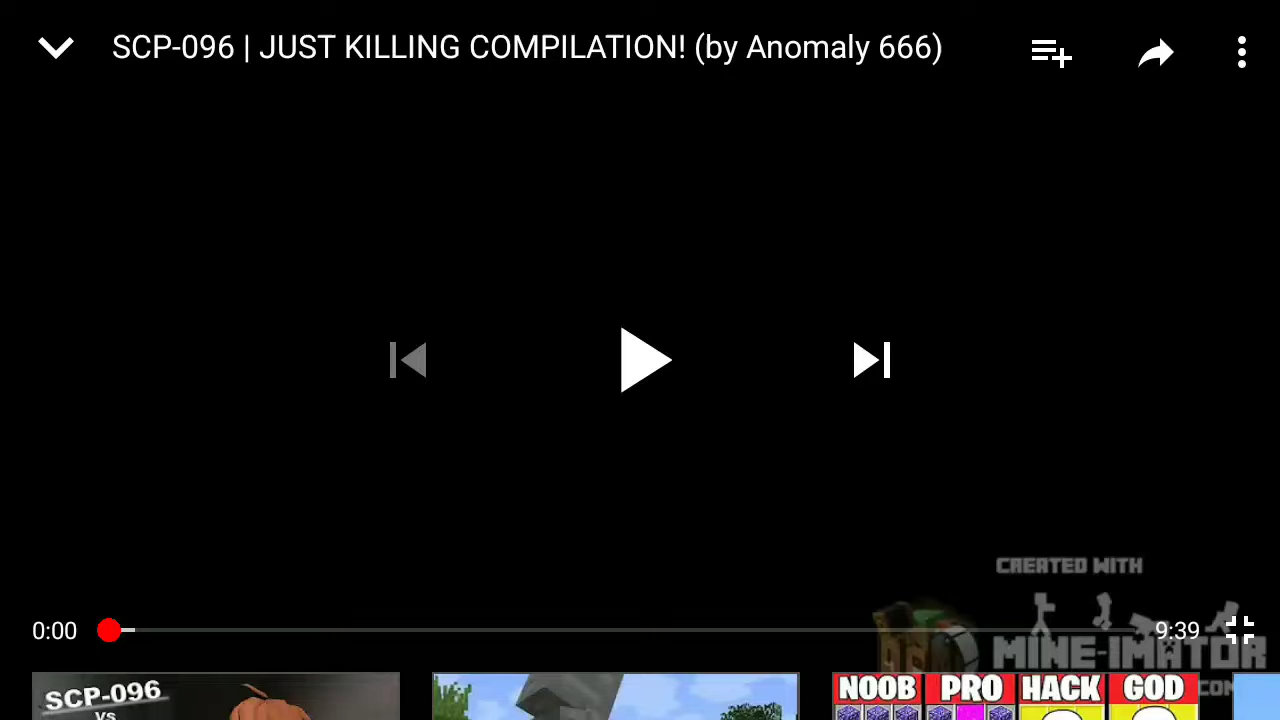 SCP-096 | JUST KILLING COMPILATION! (by Anomaly 666)
CREATED WITH
0:00
9:39
MINE-IMATOR
SCP-096
vs
NOOB PRO HACK GOD